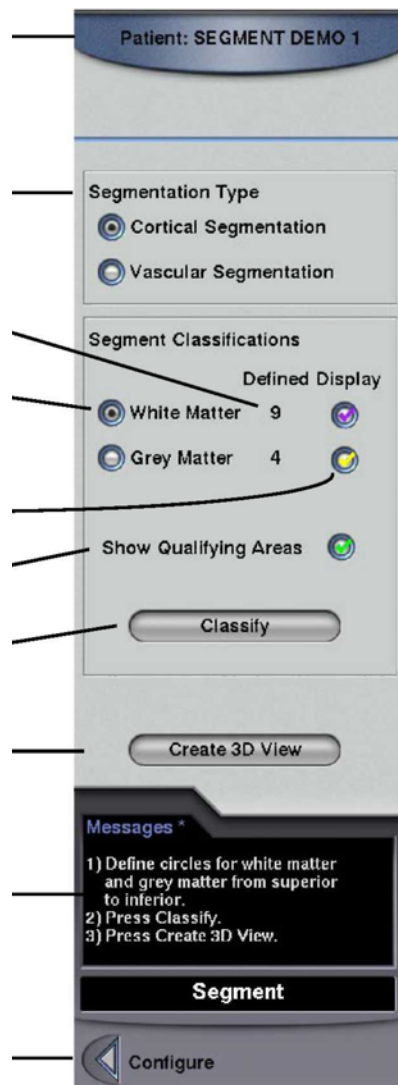 Patient: SEGMENT DEMO 1
Segmentation Type
Cortical Segmentation
Vascular Segmentation
Segment Classifications
Defined Display
White Matter 9
Grey Matter 4
Show Qualifying Areas
Classify
Create 3D View
Messages *
1) Define circles for white matter
and grey matter from superior
to inferior.
2) Press Classify.
3) Press Create 3D View.
Segment
Configure